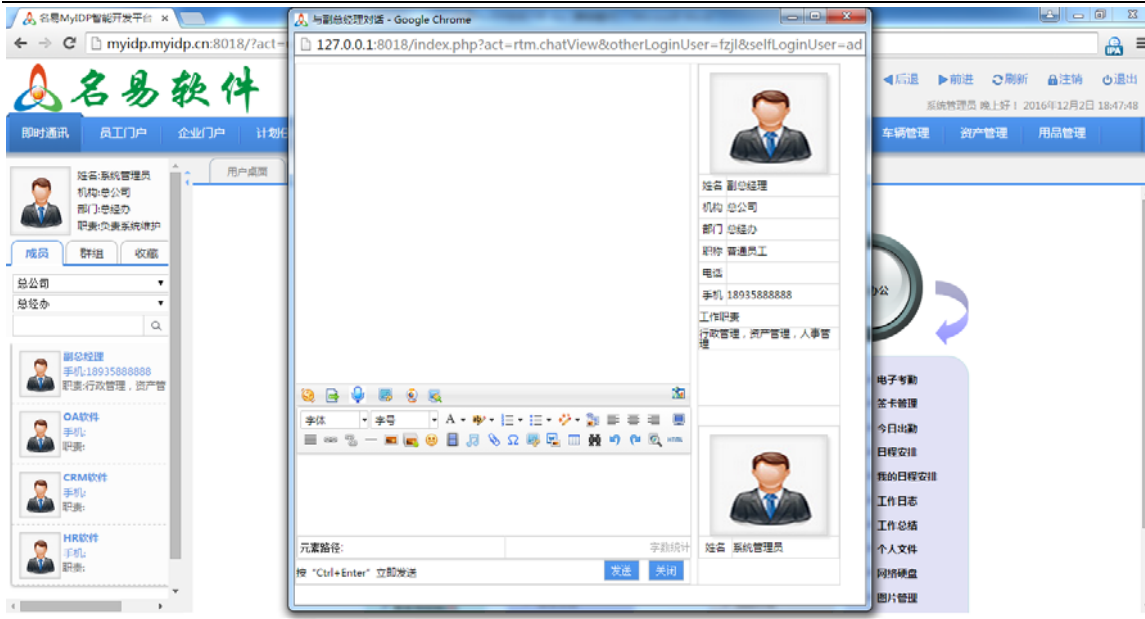 名易MyIDP智能开发平台
与副总经理对话 - Google Chrome
myidp.myidp.cn:8018/?act=
127.0.0.1:8018/index.php?act=rtm.chatView&otherLoginUser=fzjl&selfLoginUser=ad
名易软件
后退 前进 刷新 注销 退出
系统管理员 晚上好！ 2016年12月2日 18:47:48
即时通讯 员工门户 企业门户 车辆管理 资产管理 用品管理
姓名:系统管理员
机构:总公司
部门:总经办
职责:负责系统维护
用户桌面
成员 群组 收藏
总公司
总经办
副总经理
手机:18935888888
职责:行政管理，资产管
OA软件
手机:
职责:
CRM软件
手机:
职责:
HR软件
手机:
职责:
姓名 副总经理
机构 总公司
部门 总经办
职称 普通员工
电话
手机 18935888888
工作职责
行政管理，资产管理，人事管
理
字体 字号
HTML
元素路径: 字数统计
按 "Ctrl+Enter" 立即发送 发送 关闭
姓名 系统管理员
办公
电子考勤
签卡管理
今日出勤
日程安排
我的日程安排
工作日志
工作总结
个人文件
网络硬盘
图片管理